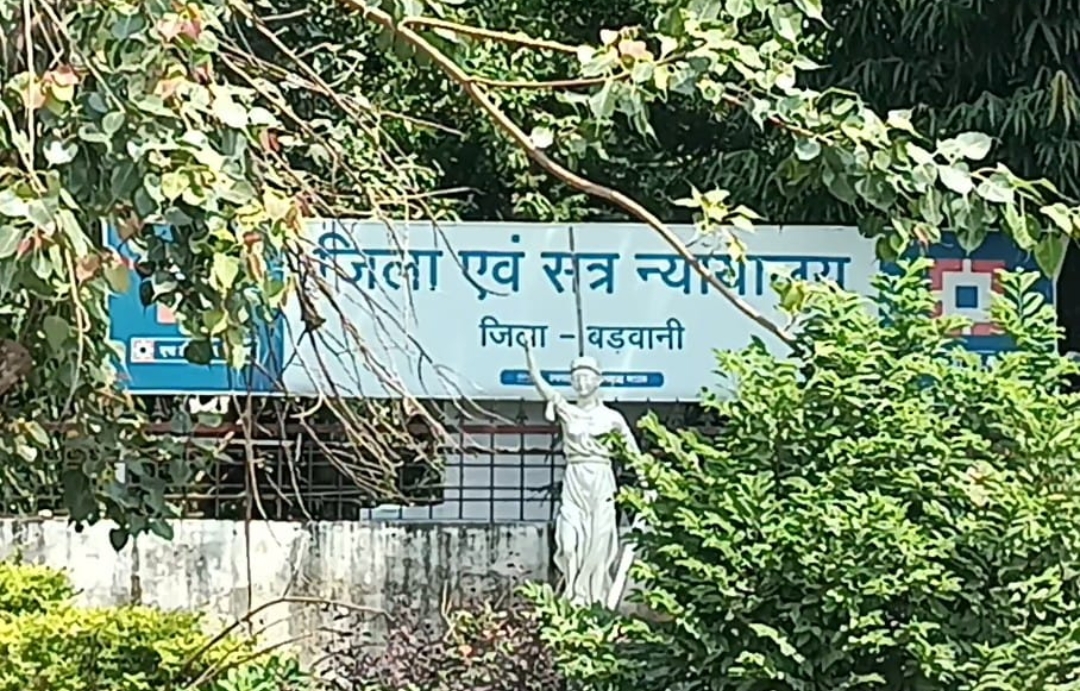 जिला एवं सत्र न्यायालय
जिला - बड़वानी